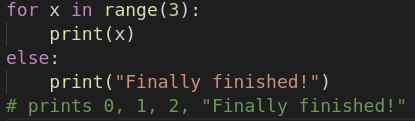 for x in range(3):
    print(x)
else:
    print("Finally finished!")
# prints 0, 1, 2, "Finally finished!"